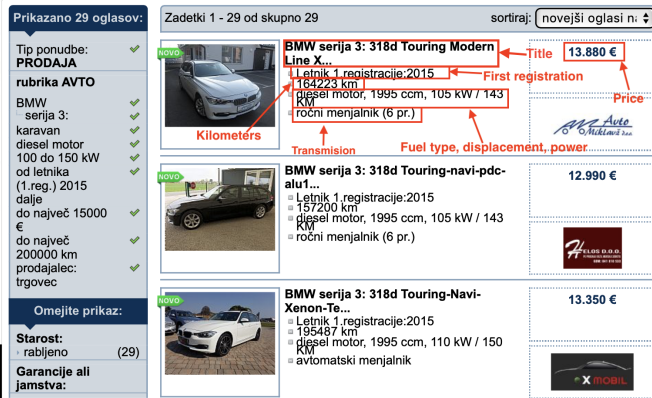 Prikazano 29 oglasov:
Tip ponudbe:
PRODAJA
rubrika AVTO
BMW
serija 3:
karavan
diesel motor
100 do 150 kW
od letnika
(1.reg.) 2015
dalje
do največ 15000
€
do največ
200000 km
prodajalec:
trgovec
Omejite prikaz:
Starost:
rabljeno (29)
Garancije ali
jamstva:
Zadetki 1 - 29 od skupno 29
sortiraj: novejši oglasi na
NOVO
BMW serija 3: 318d Touring Modern
Line X...
Title
Letnik 1.registracije:2015
First registration
164223 km
Kilometers
diesel motor, 1995 ccm, 105 kW / 143
KM
Fuel type, displacement, power
ročni menjalnik (6 pr.)
Transmision
13.880 €
Price
Avto
Miklavž d.o.o.
NOVO
BMW serija 3: 318d Touring-navi-pdc-
alu1...
Letnik 1.registracije:2015
157200 km
diesel motor, 1995 ccm, 105 kW / 143
KM
ročni menjalnik (6 pr.)
12.990 €
HELOS D.O.O.
NOVO
BMW serija 3: 318d Touring-Navi-
Xenon-Te...
Letnik 1.registracije:2015
195487 km
diesel motor, 1995 ccm, 110 kW / 150
KM
avtomatski menjalnik
13.350 €
X MOBIL